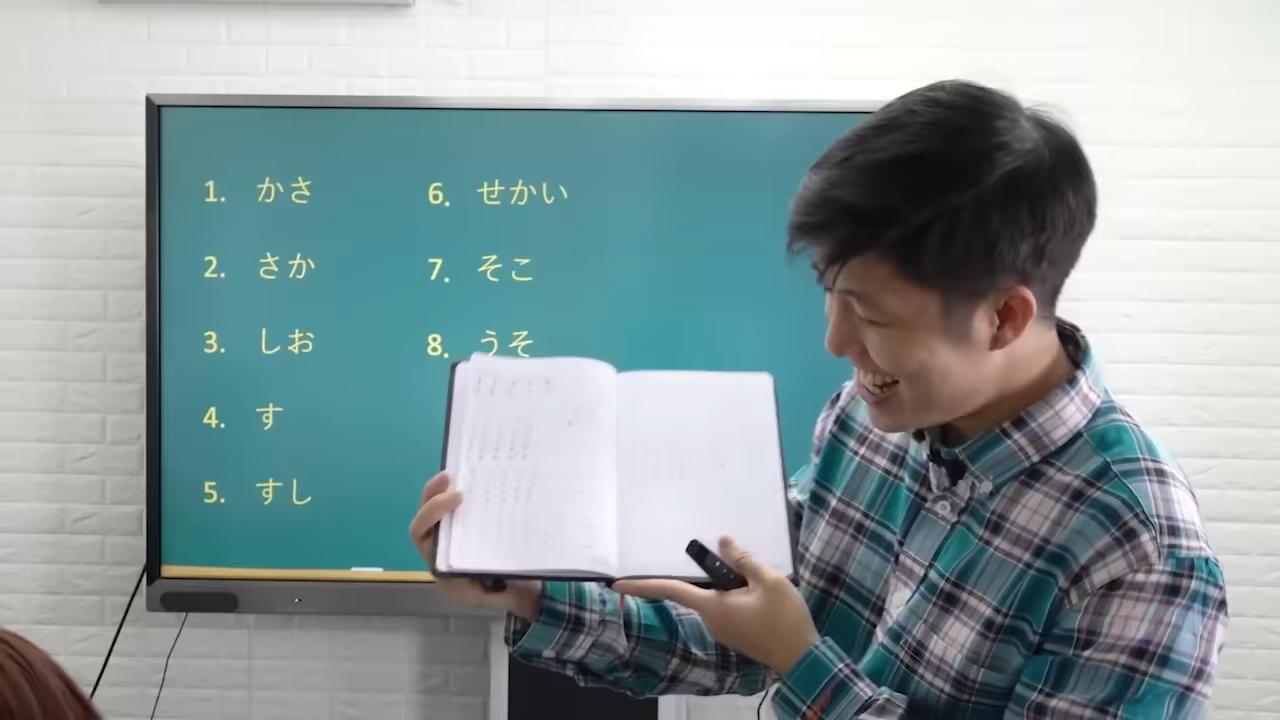 1. かさ
2. さか
3. しお
4. す
5. すし
6. せかい
7. そこ
8. うそ